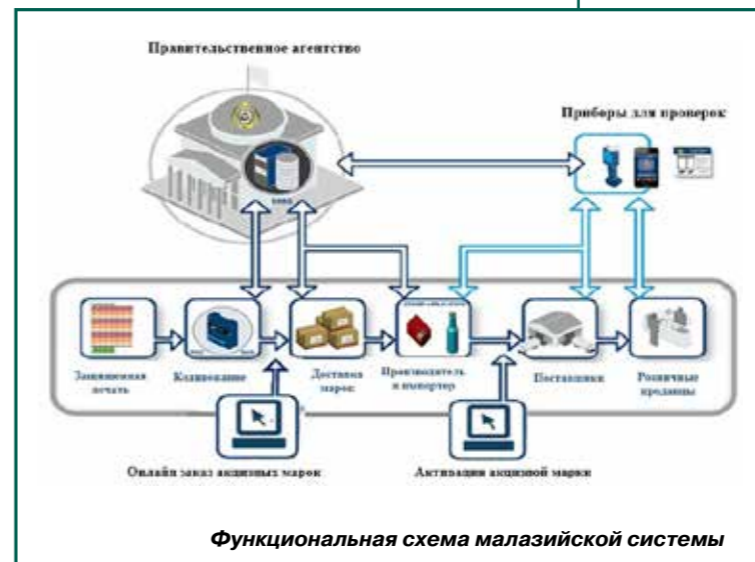 Правительственное агентство
Приборы для проверок
Защищенная
печать
Кодирование
Доставка
марок
Производитель
и импортер
Поставщики
Розничные
продавцы
Онлайн заказ акцизных марок
Активация акцизной марки
Функциональная схема малазийской системы